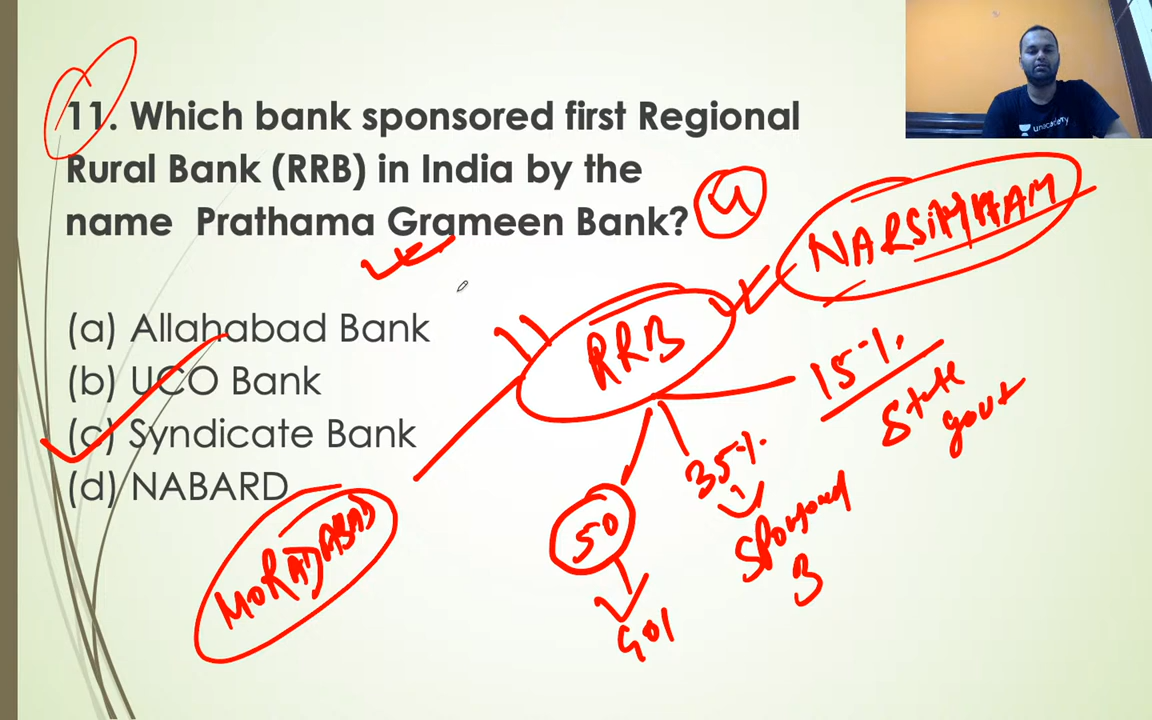 11. Which bank sponsored first Regional
Rural Bank (RRB) in India by the
name Prathama Grameen Bank?
(a) Allahabad Bank
(b) UCO Bank
(c) Syndicate Bank
(d) NABARD
NARSIMHAM
RRB
15%
State
govt
35%
50
GOI
MORADABAD
unacademy